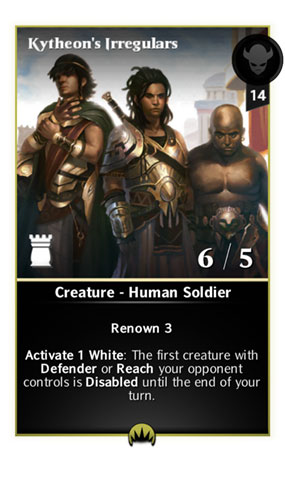 Kytheon's Irregulars
14
6 / 5
Creature - Human Soldier
Renown 3
Activate 1 White: The first creature with
Defender or Reach your opponent
controls is Disabled until the end of your
turn.